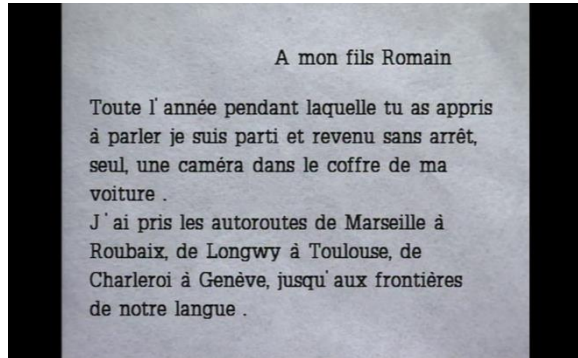 A mon fils Romain
Toute l'année pendant laquelle tu as appris
à parler je suis parti et revenu sans arrêt,
seul, une caméra dans le coffre de ma
voiture .
J'ai pris les autoroutes de Marseille à
Roubaix, de Longwy à Toulouse, de
Charleroi à Genève, jusqu'aux frontières
de notre langue .